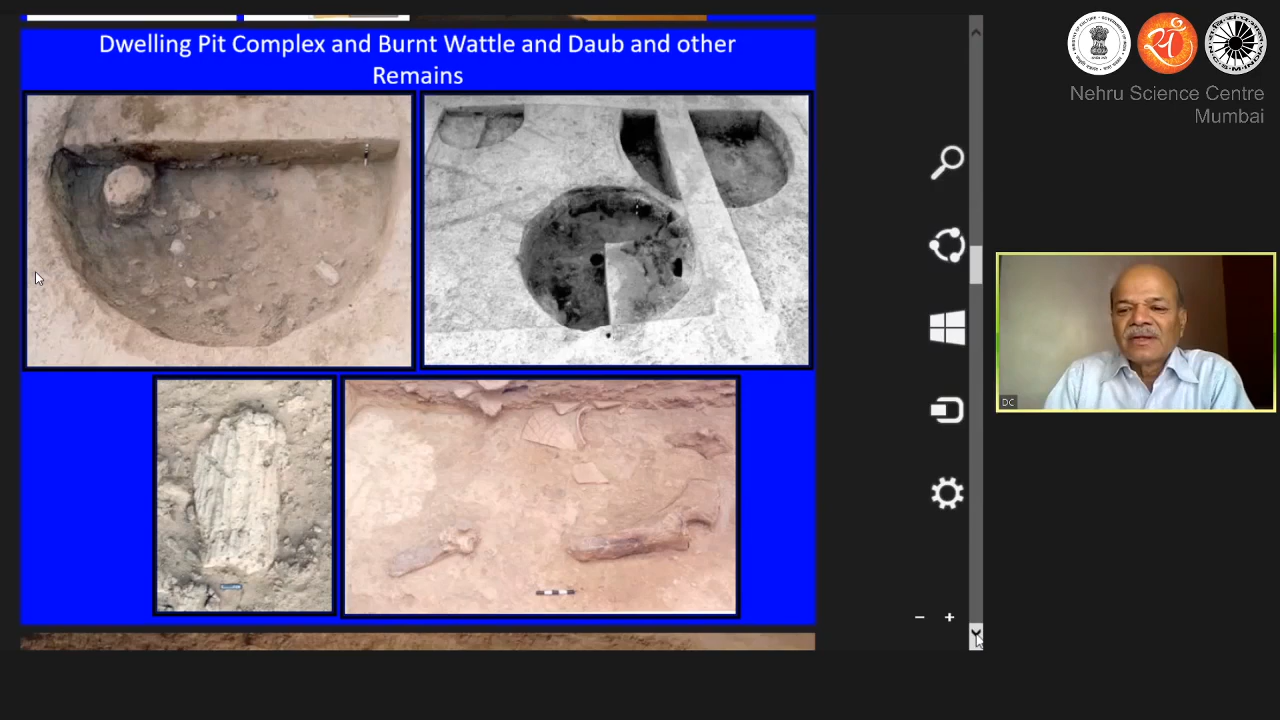 Dwelling Pit Complex and Burnt Wattle and Daub and other
Remains
Nehru Science Centre
Mumbai
DC